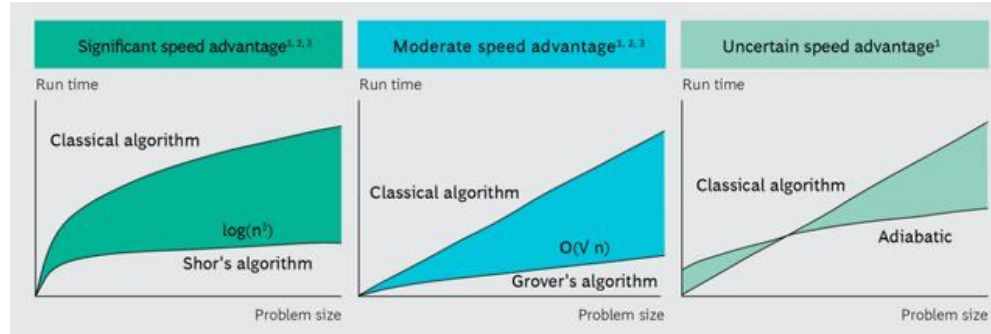 Significant speed advantage¹, ², ³
Run time
Classical algorithm
log(n³)
Shor's algorithm
Problem size
Moderate speed advantage¹, ², ³
Run time
Classical algorithm
O(V n)
Grover's algorithm
Problem size
Uncertain speed advantage¹
Run time
Classical algorithm
Adiabatic
Problem size